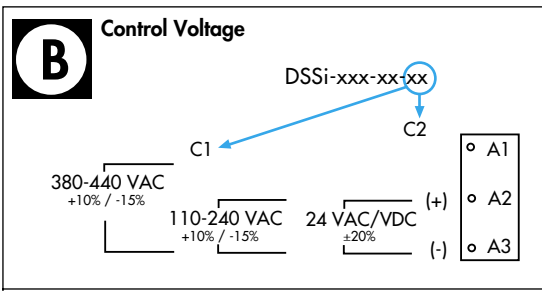 B
Control Voltage
DSSi-xxx-xx-xx
C1
C2
380-440 VAC
+10% / -15%
110-240 VAC
+10% / -15%
24 VAC/VDC
±20%
(+)
(-)
A1
A2
A3